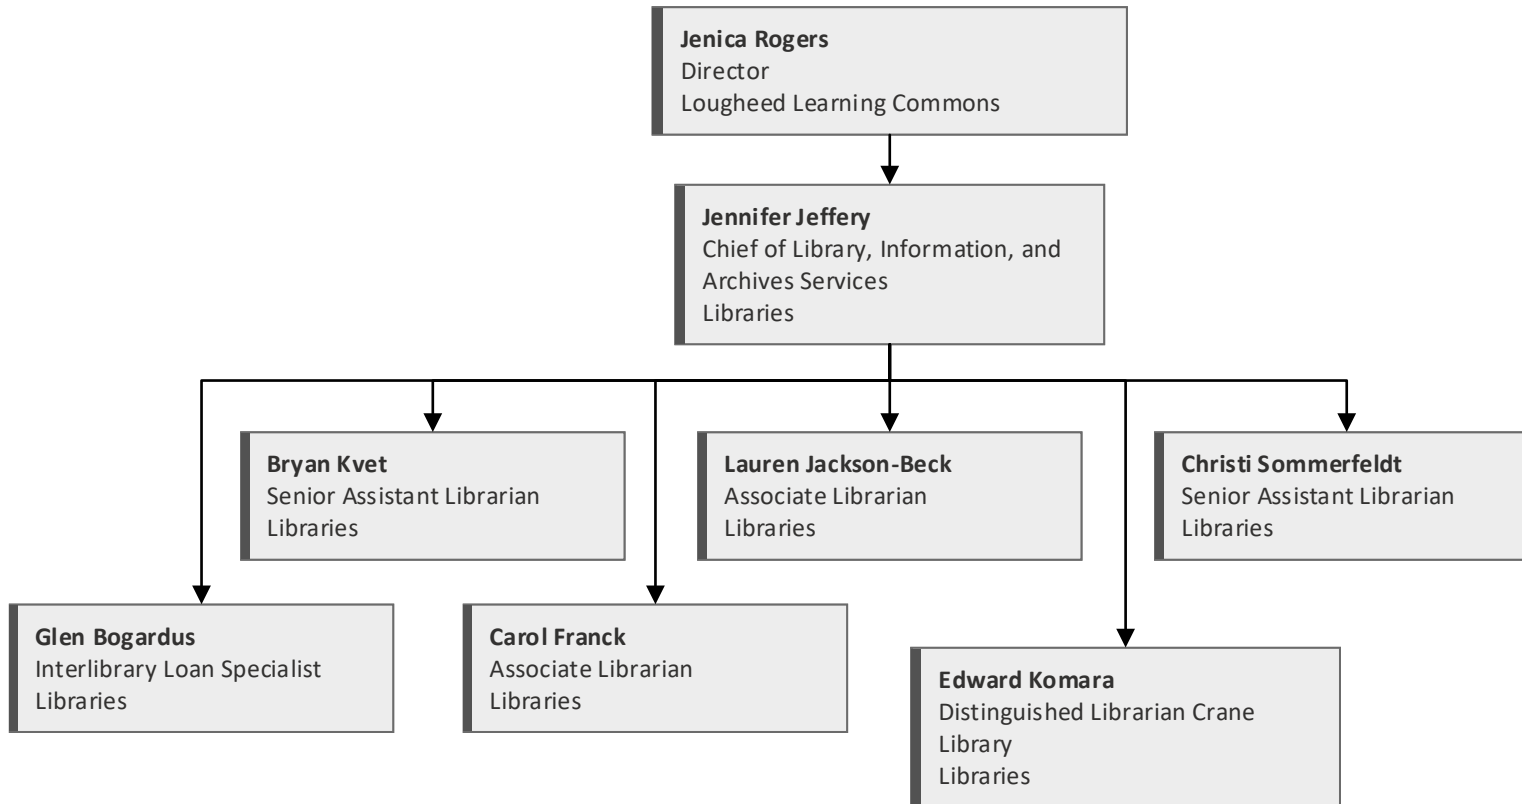 Jenica Rogers
Director
Lougheed Learning Commons
Jennifer Jeffery
Chief of Library, Information, and
Archives Services
Libraries
Bryan Kvet
Senior Assistant Librarian
Libraries
Lauren Jackson-Beck
Associate Librarian
Libraries
Christi Sommerfeldt
Senior Assistant Librarian
Libraries
Glen Bogardus
Interlibrary Loan Specialist
Libraries
Carol Franck
Associate Librarian
Libraries
Edward Komara
Distinguished Librarian Crane
Library
Libraries